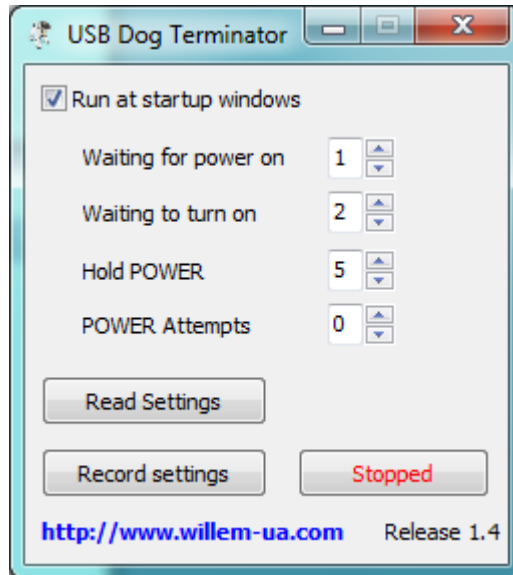 USB Dog Terminator
Run at startup windows
Waiting for power on 1
Waiting to turn on 2
Hold POWER 5
POWER Attempts 0
Read Settings
Record settings Stopped
http://www.willem-ua.com Release 1.4